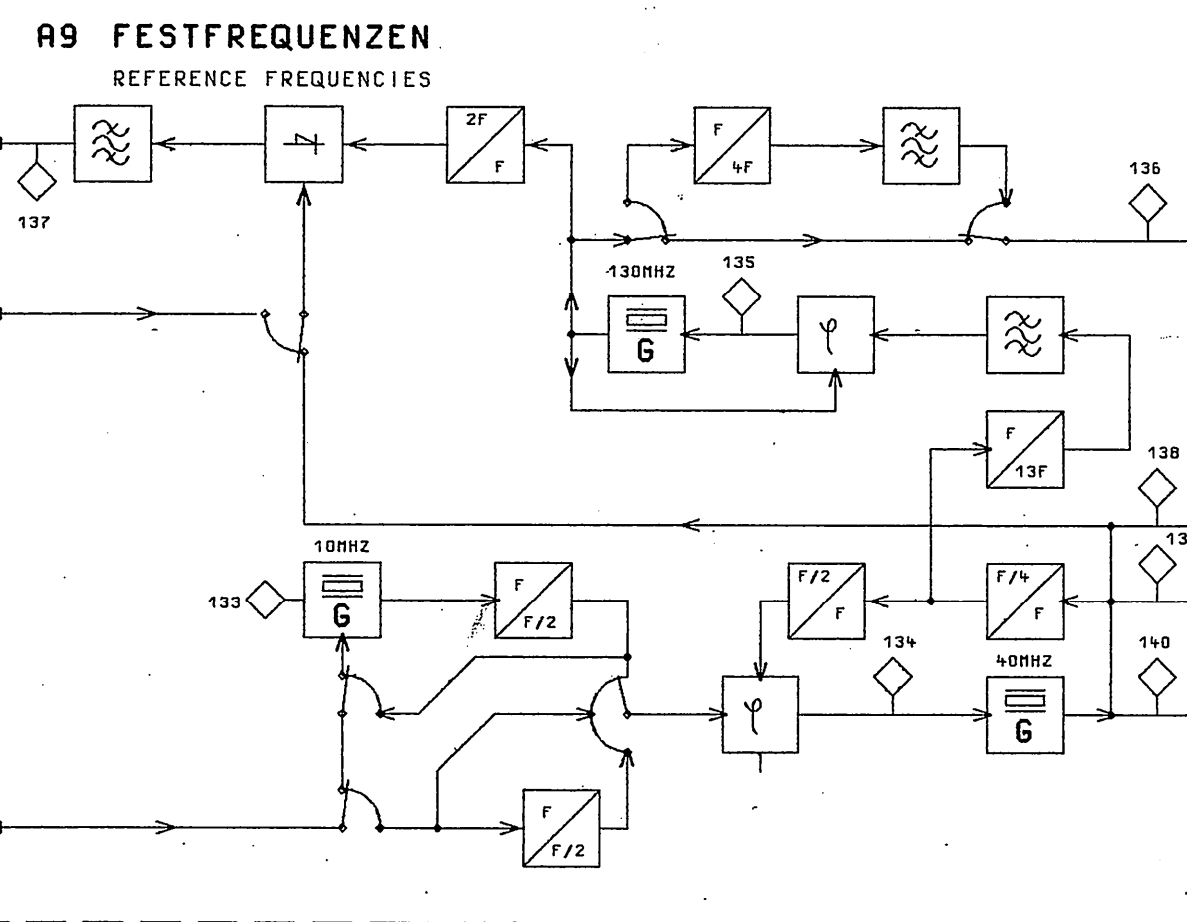 A9 FESTFREQUENZEN
REFERENCE FREQUENCIES
2F
F
F
4F
136
137
130MHZ
135
G
φ
F
13F
138
13
10MHZ
133
G
F
F/2
F/2
F
F/4
F
134
40MHZ
140
φ
G
F
F/2